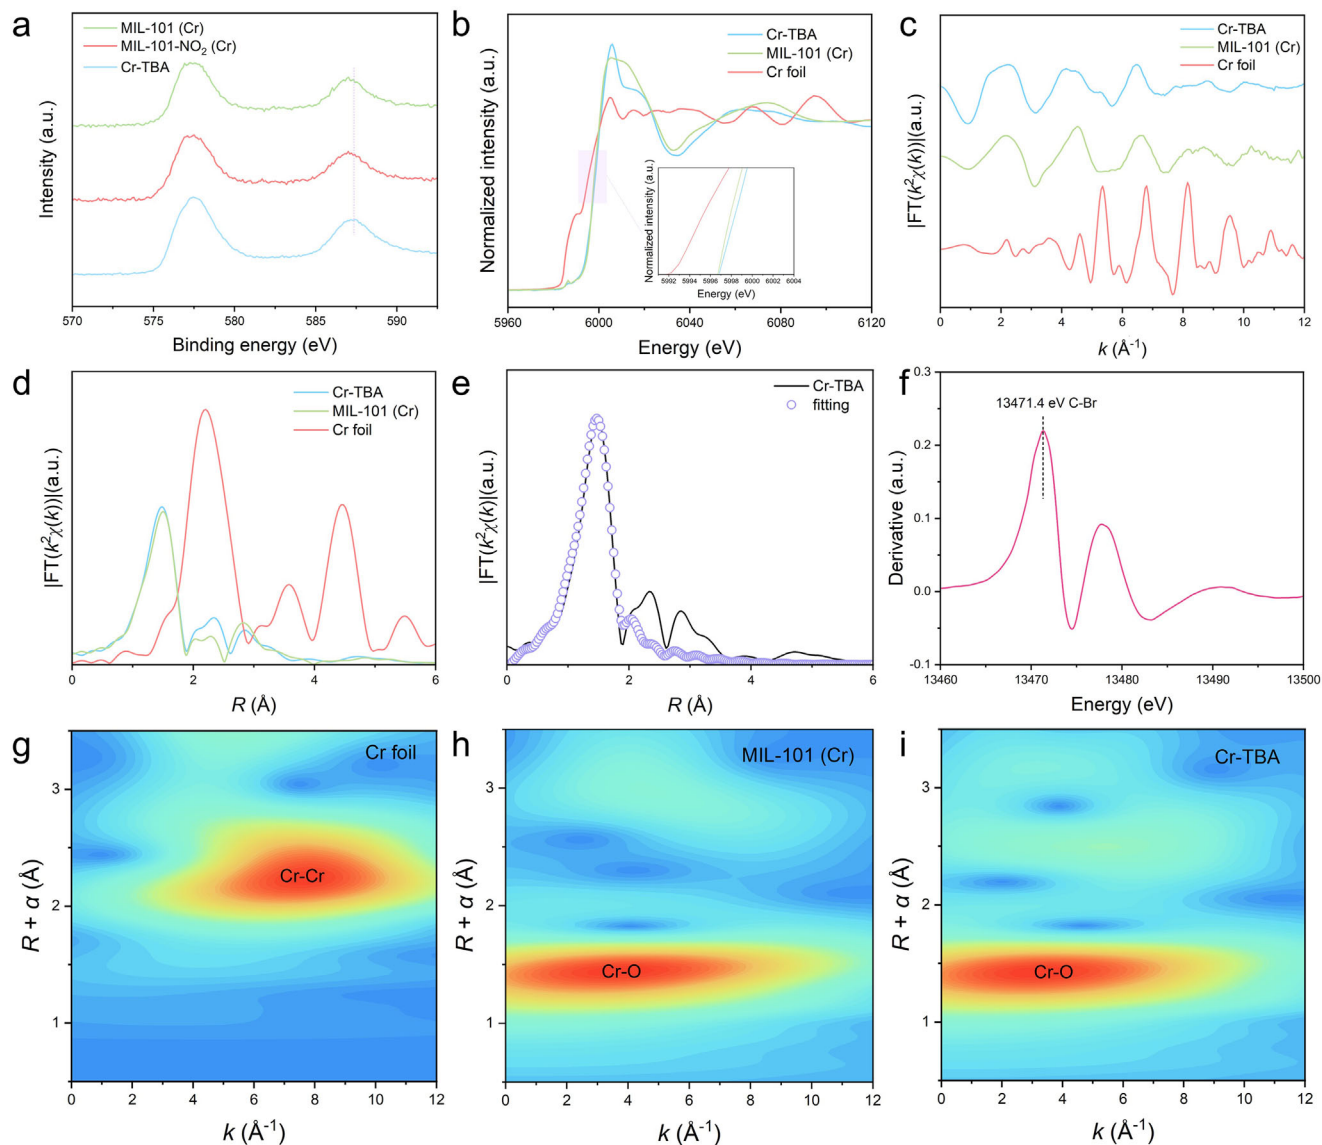 a
MIL-101 (Cr)
MIL-101-NO₂ (Cr)
Cr-TBA
Intensity (a.u.)
570 575 580 585 590
Binding energy (eV)
b
Cr-TBA
MIL-101 (Cr)
Cr foil
Normalized intensity (a.u.)
Normalized intensity (a.u.)
5992 5994 5996 5998 6000 6002 6004
Energy (eV)
5960 6000 6040 6080 6120
Energy (eV)
c
Cr-TBA
MIL-101 (Cr)
Cr foil
|FT(k²χ(k))|(a.u.)
0 2 4 6 8 10 12
k (Å⁻¹)
d
Cr-TBA
MIL-101 (Cr)
Cr foil
|FT(k²χ(k))|(a.u.)
0 2 4 6
R (Å)
e
Cr-TBA
fitting
|FT(k²χ(k)|(a.u.)
0 2 4 6
R (Å)
f
13471.4 eV C-Br
Derivative (a.u.)
0.3
0.2
0.1
0.0
-0.1
13460 13470 13480 13490 13500
Energy (eV)
g
Cr foil
Cr-Cr
R + α (Å)
3
2
1
0 2 4 6 8 10 12
k (Å⁻¹)
h
MIL-101 (Cr)
Cr-O
R + α (Å)
3
2
1
0 2 4 6 8 10 12
k (Å⁻¹)
i
Cr-TBA
Cr-O
R + α (Å)
3
2
1
0 2 4 6 8 10 12
k (Å⁻¹)